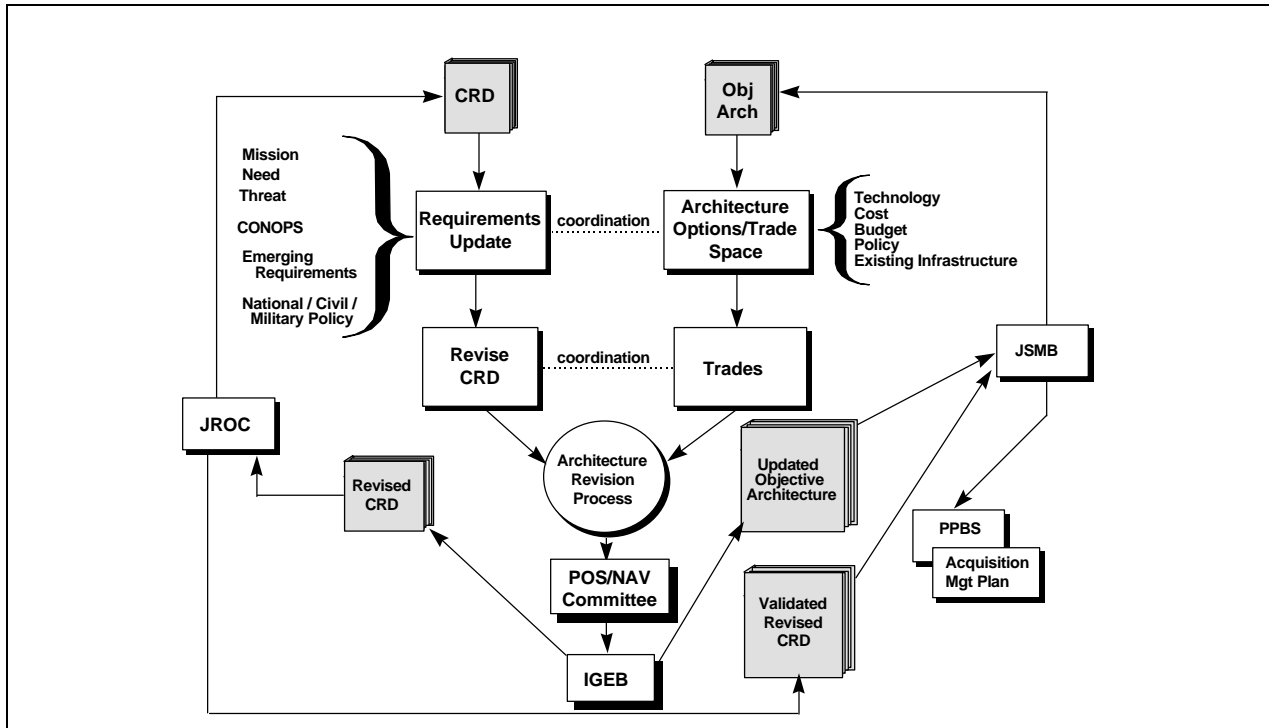 CRD
Obj
Arch
Mission
Need
Threat
CONOPS
Emerging
Requirements
National / Civil /
Military Policy
Requirements
Update
coordination
Architecture
Options/Trade
Space
Technology
Cost
Budget
Policy
Existing Infrastructure
Revise
CRD
coordination
Trades
JSMB
JROC
Revised
CRD
Architecture
Revision
Process
Updated
Objective
Architecture
PPBS
Acquisition
Mgt Plan
POS/NAV
Committee
Validated
Revised
CRD
IGEB